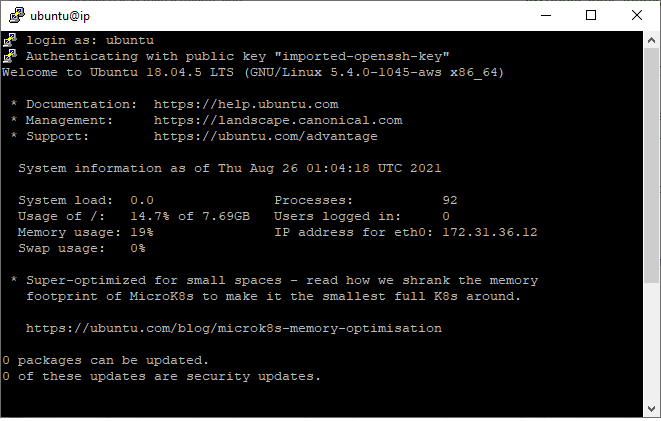 ubuntu@ip
login as: ubuntu
Authenticating with public key "imported-openssh-key"
Welcome to Ubuntu 18.04.5 LTS (GNU/Linux 5.4.0-1045-aws x86_64)
* Documentation:  https://help.ubuntu.com
* Management:     https://landscape.canonical.com
* Support:        https://ubuntu.com/advantage
System information as of Thu Aug 26 01:04:18 UTC 2021
System load:  0.0               Processes:           92
Usage of /:   14.7% of 7.69GB   Users logged in:     0
Memory usage: 19%               IP address for eth0: 172.31.36.12
Swap usage:   0%
* Super-optimized for small spaces - read how we shrank the memory
footprint of MicroK8s to make it the smallest full K8s around.
https://ubuntu.com/blog/microk8s-memory-optimisation
0 packages can be updated.
0 of these updates are security updates.